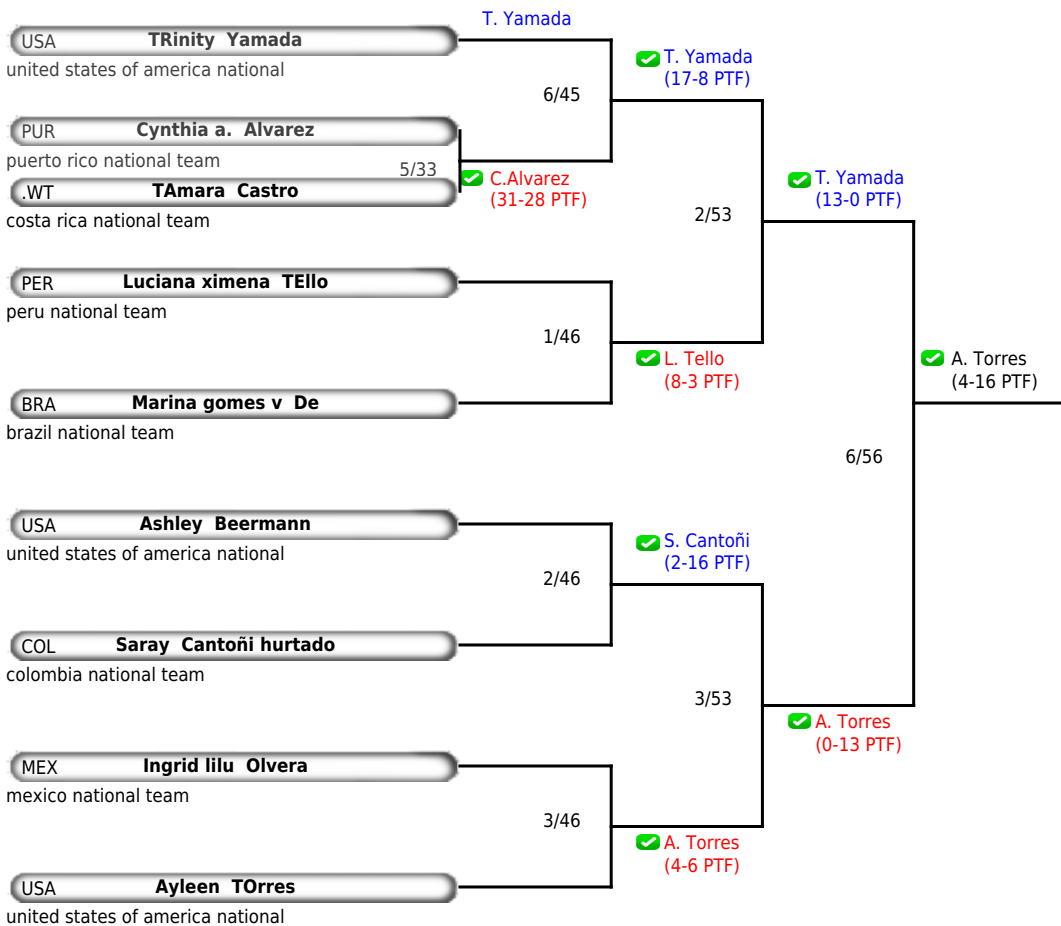 T. Yamada
USA TRinity Yamada
united states of america national
T. Yamada
(17-8 PTF)
6/45
PUR Cynthia a. Alvarez
puerto rico national team
5/33
C.Alvarez
(31-28 PTF)
.WT TAmara Castro
costa rica national team
T. Yamada
(13-0 PTF)
2/53
PER Luciana ximena TEllo
peru national team
1/46
L. Tello
(8-3 PTF)
A. Torres
(4-16 PTF)
BRA Marina gomes v De
brazil national team
6/56
USA Ashley Beermann
united states of america national
S. Cantoñi
(2-16 PTF)
2/46
COL Saray Cantoñi hurtado
colombia national team
3/53
A. Torres
(0-13 PTF)
MEX Ingrid lilu Olvera
mexico national team
3/46
A. Torres
(4-6 PTF)
USA Ayleen TOrres
united states of america national